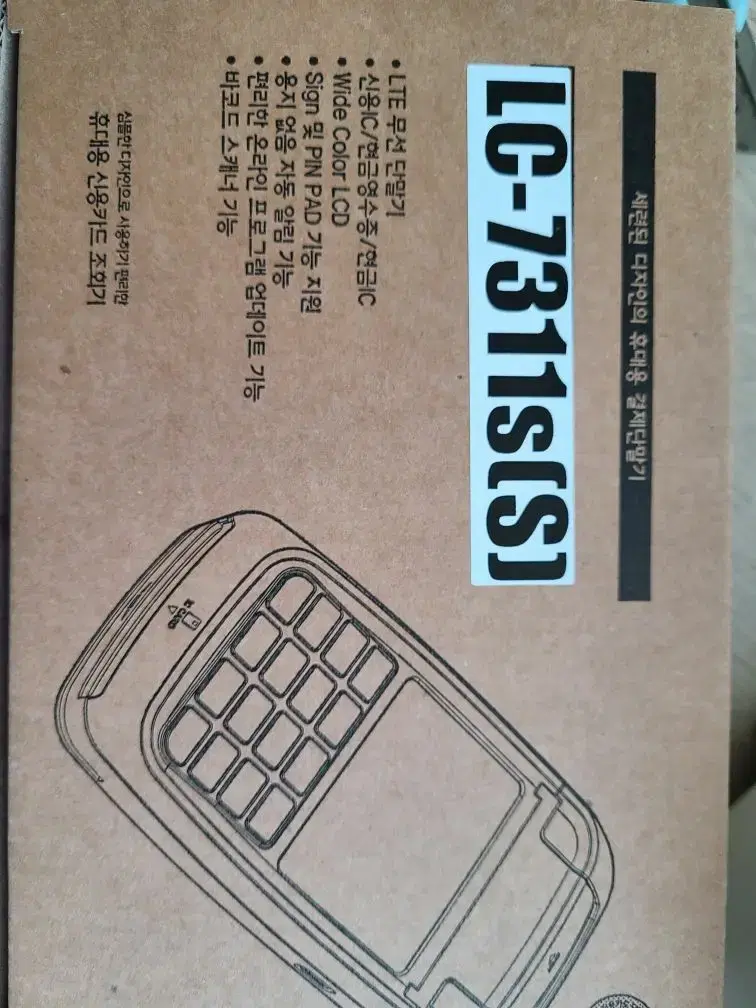 세련된 디자인의 휴대용 결제단말기
LC-7311s(S)
• LTE 무선 단말기
• 신용IC/현금영수증/현금IC
• Wide Color LCD
• Sign 및 PIN PAD 기능 지원
• 용지 없음 자동 알림 기능
• 편리한 온라인 프로그램 업데이트 기능
• 바코드 스캐너 기능
심플한 디자인으로 사용하기 편리한
휴대용 신용카드 조회기
IC CARD